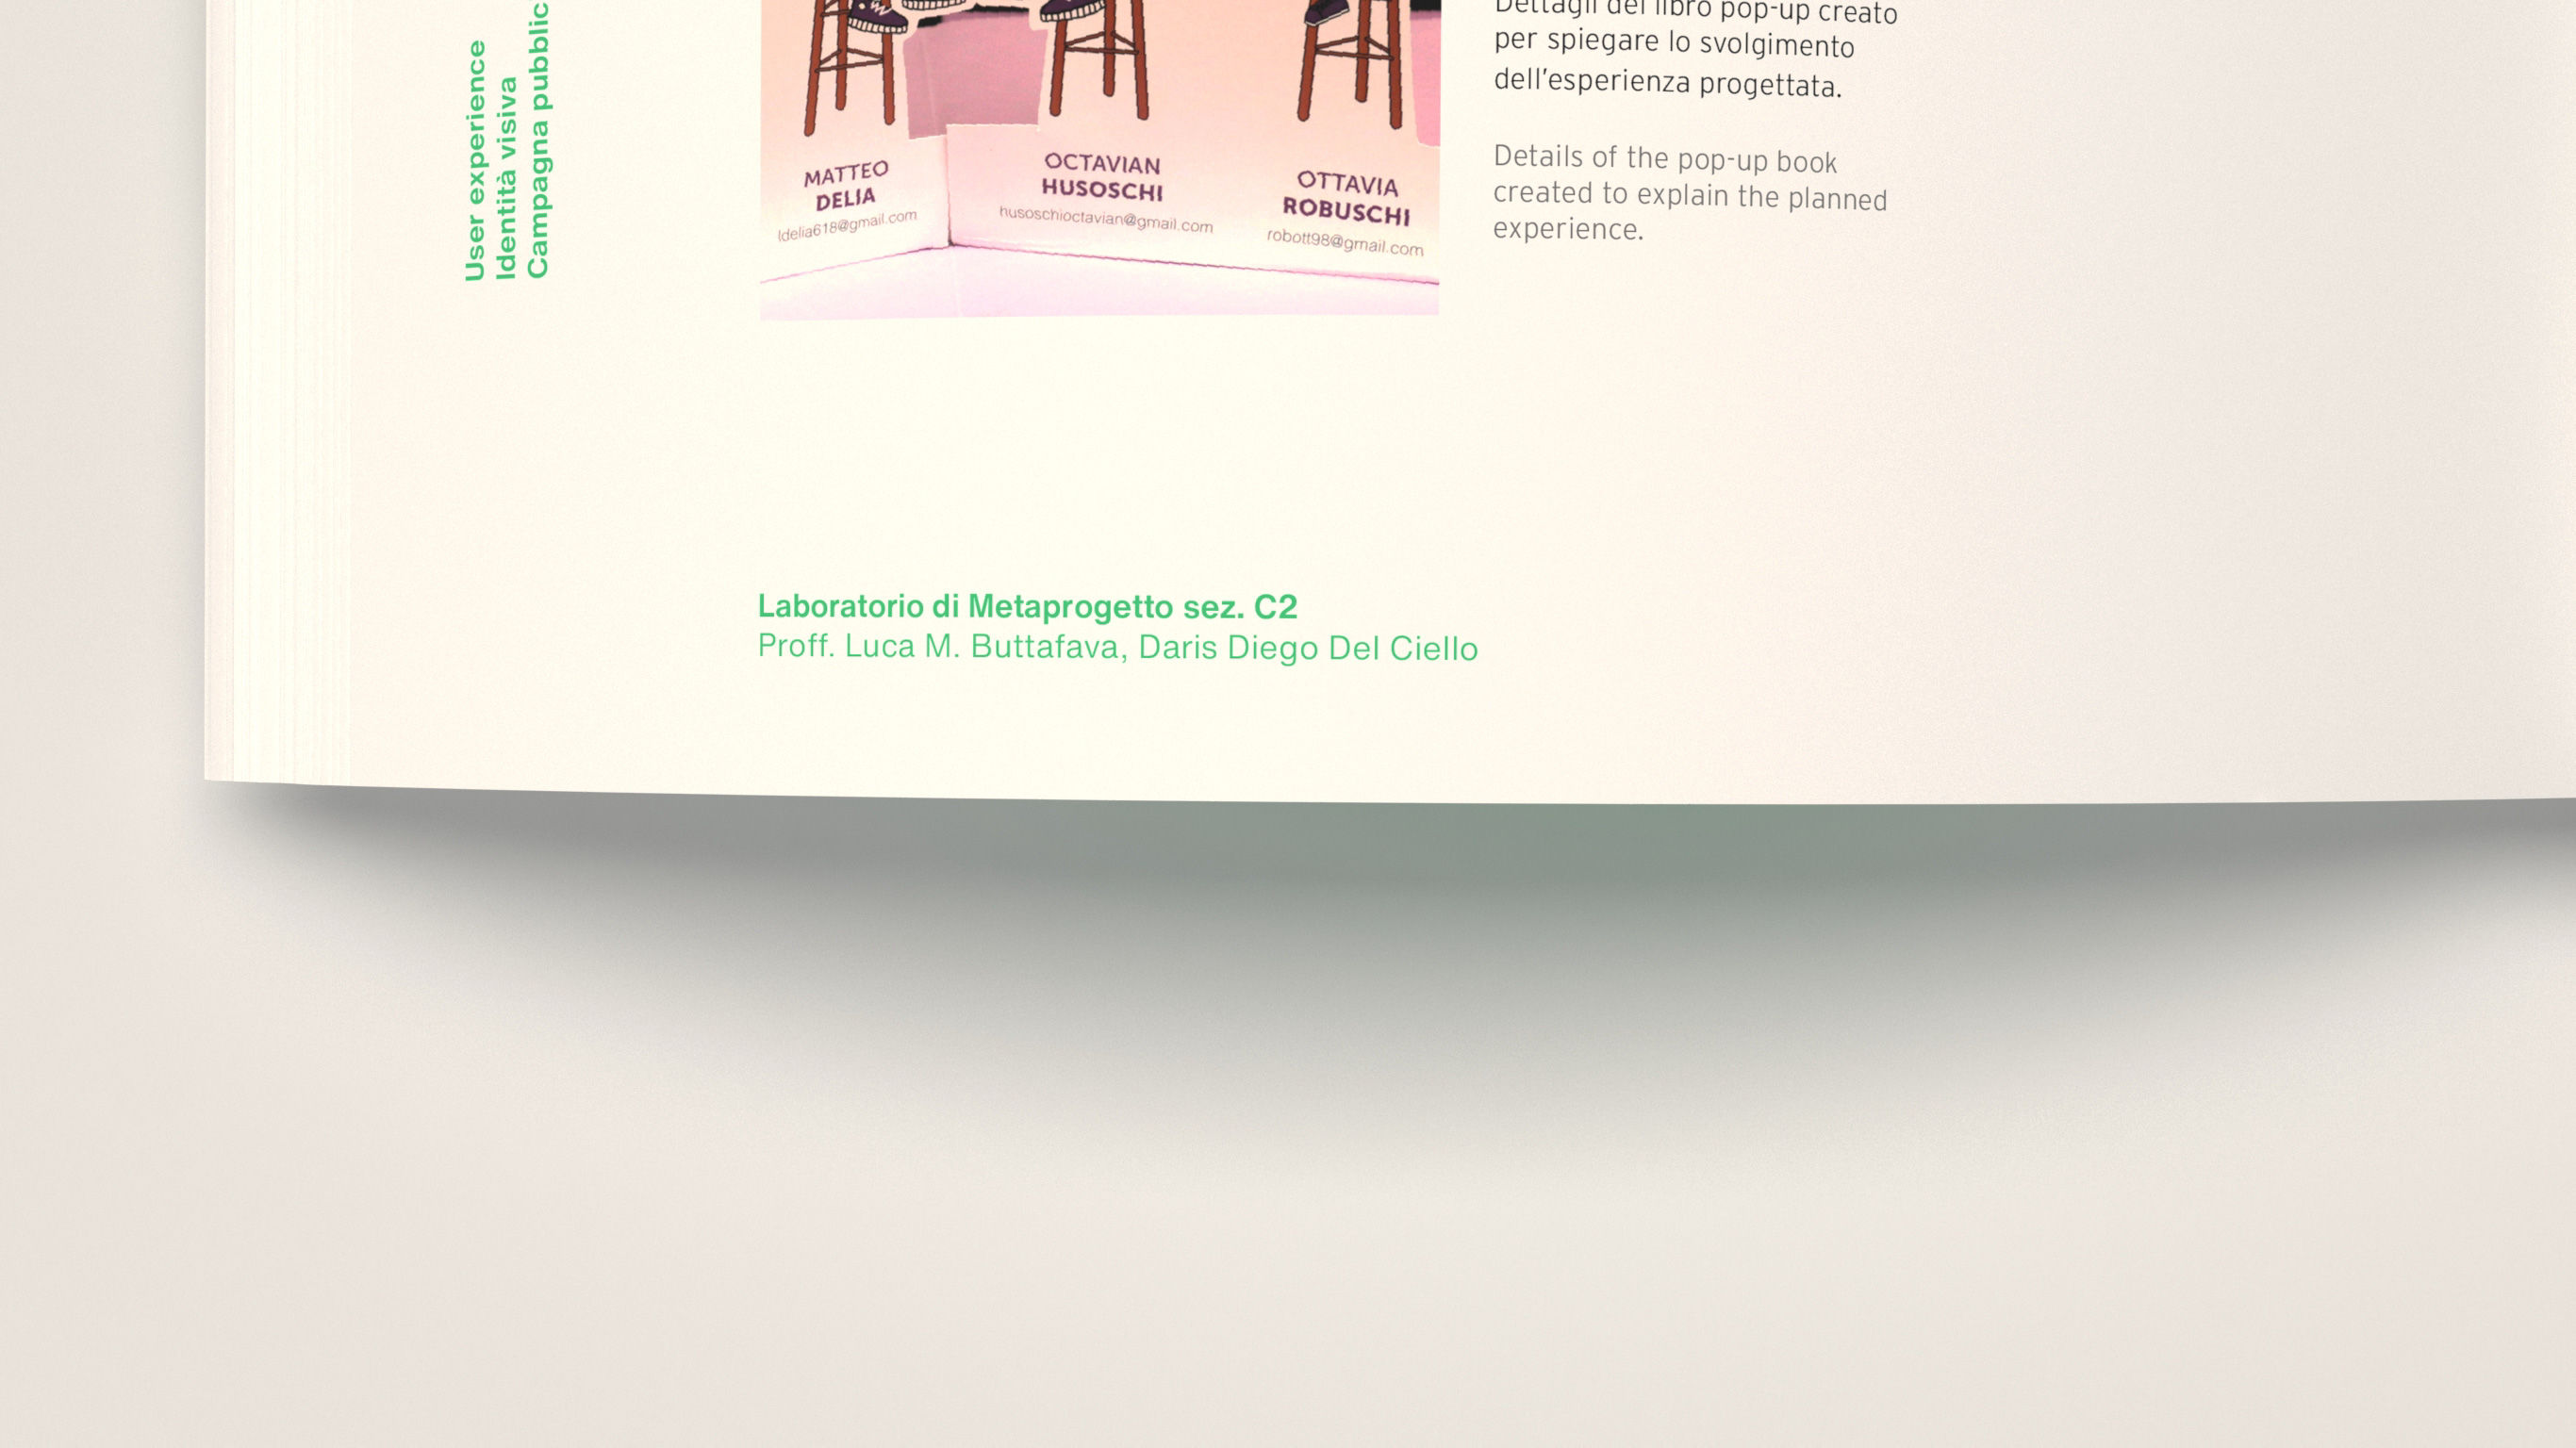 User experience
Identità visiva
Campagna pubblic
MATTEO
DELIA
ldelia618@gmail.com
OCTAVIAN
HUSOSCHI
husoschioctavian@gmail.com
OTTAVIA
ROBUSCHI
robott98@gmail.com
Dettagli del libro pop-up creato
per spiegare lo svolgimento
dell'esperienza progettata.
Details of the pop-up book
created to explain the planned
experience.
Laboratorio di Metaprogetto sez. C2
Proff. Luca M. Buttafava, Daris Diego Del Ciello